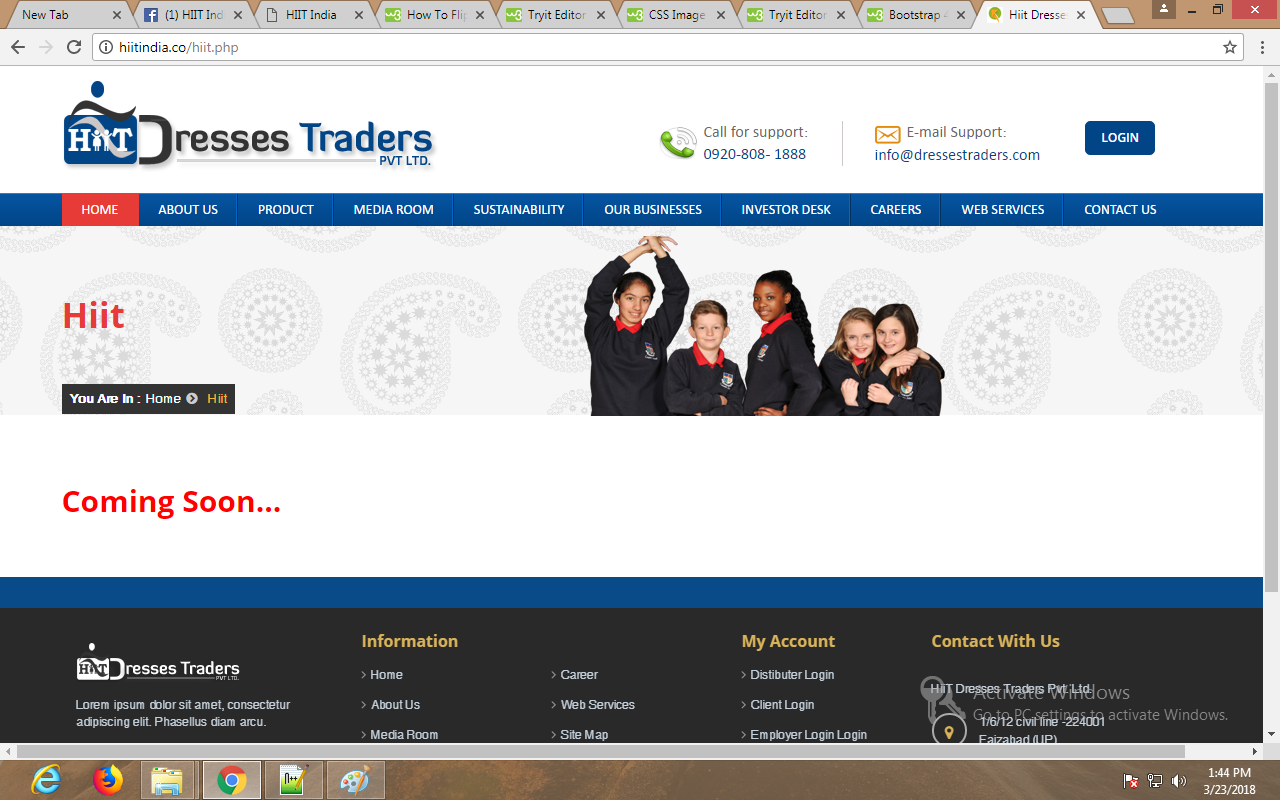 New Tab
(1) HIIT Ind
HIIT India
How To Flip
Tryit Editor
CSS Image
Tryit Editor
Bootstrap 4
Hiit Dresses
hiitindia.co/hiit.php
HiiT Dresses Traders
PVT LTD.
Call for support:
0920-808- 1888
E-mail Support:
info@dressestraders.com
LOGIN
HOME
ABOUT US
PRODUCT
MEDIA ROOM
SUSTAINABILITY
OUR BUSINESSES
INVESTOR DESK
CAREERS
WEB SERVICES
CONTACT US
Hiit
You Are In : Home Hiit
Coming Soon...
HiiT Dresses Traders
PVT LTD.
Lorem ipsum dolor sit amet, consectetur
adipiscing elit. Phasellus diam arcu.
Information
Home
About Us
Media Room
Career
Web Services
Site Map
My Account
Distibuter Login
Client Login
Employer Login Login
Contact With Us
HiiT Dresses Traders Pvt. Ltd
1/6/12 civil line -224001
Faizabad (UP)
Activate Windows
Go to PC settings to activate Windows.
1:44 PM
3/23/2018